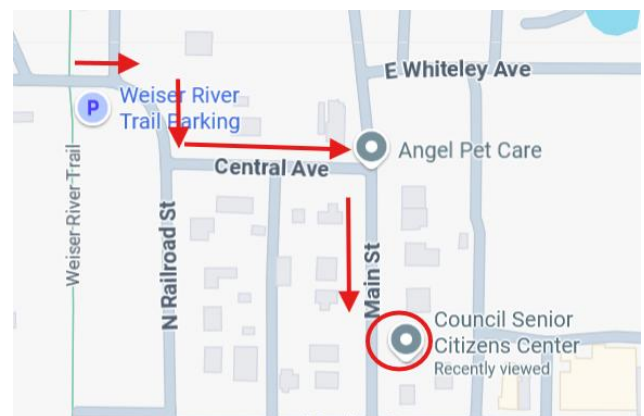 E Whiteley Ave
P
Weiser River
Trail Parking
Angel Pet Care
Central Ave
Weiser River Trail
N Railroad St
Main St
Council Senior
Citizens Center
Recently viewed